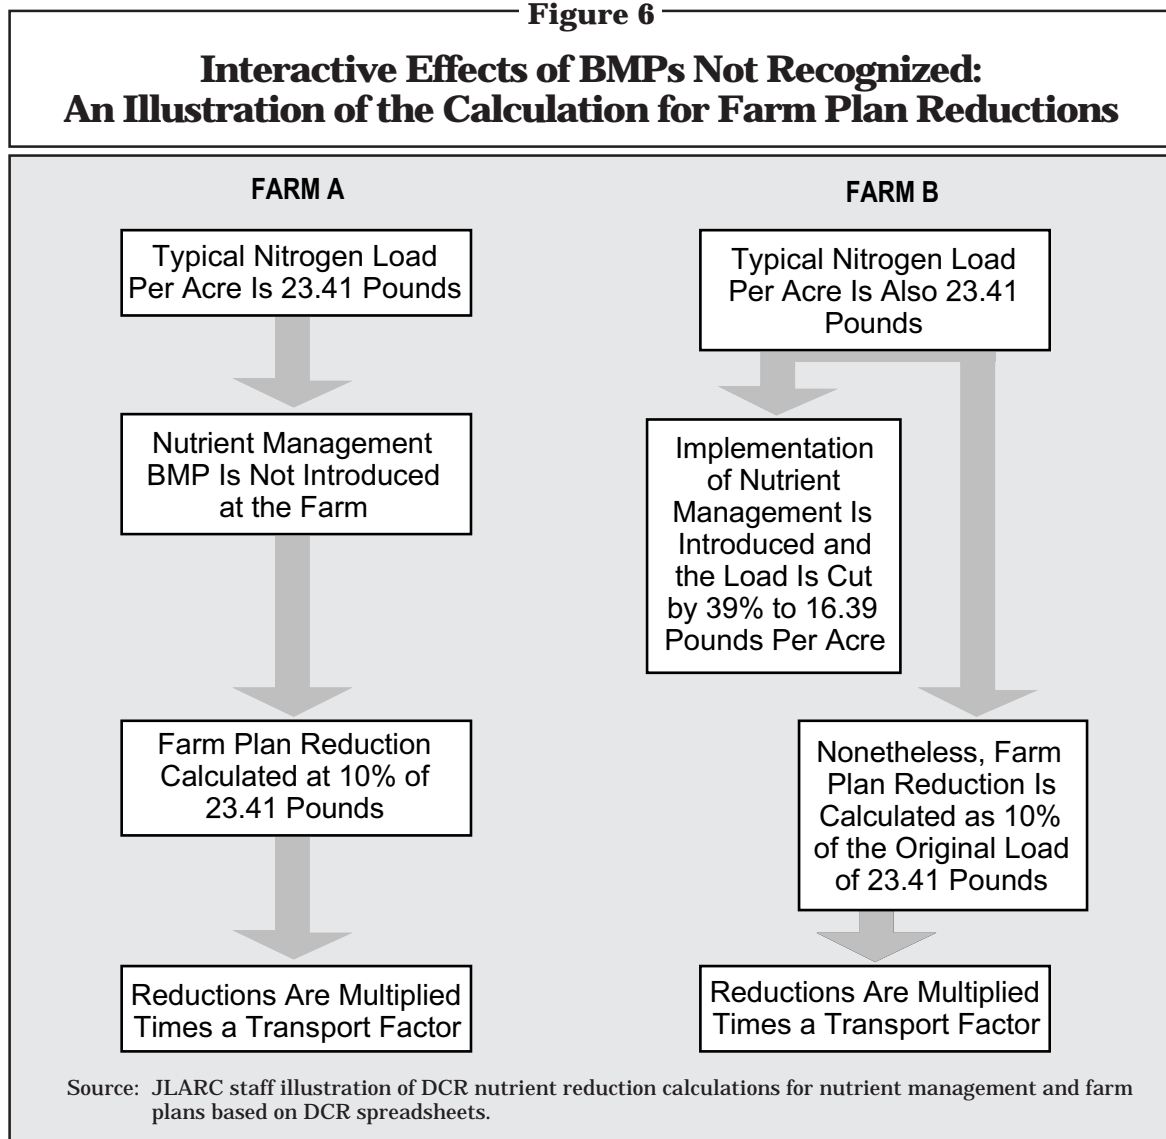 Figure 6
Interactive Effects of BMPs Not Recognized:
An Illustration of the Calculation for Farm Plan Reductions
FARM A
Typical Nitrogen Load
Per Acre Is 23.41 Pounds
Nutrient Management
BMP Is Not Introduced
at the Farm
Farm Plan Reduction
Calculated at 10% of
23.41 Pounds
Reductions Are Multiplied
Times a Transport Factor
FARM B
Typical Nitrogen Load
Per Acre Is Also 23.41
Pounds
Implementation
of Nutrient
Management Is
Introduced and
the Load Is Cut
by 39% to 16.39
Pounds Per Acre
Nonetheless, Farm
Plan Reduction Is
Calculated as 10%
of the Original Load
of 23.41 Pounds
Reductions Are Multiplied
Times a Transport Factor
Source: JLARC staff illustration of DCR nutrient reduction calculations for nutrient management and farm
plans based on DCR spreadsheets.